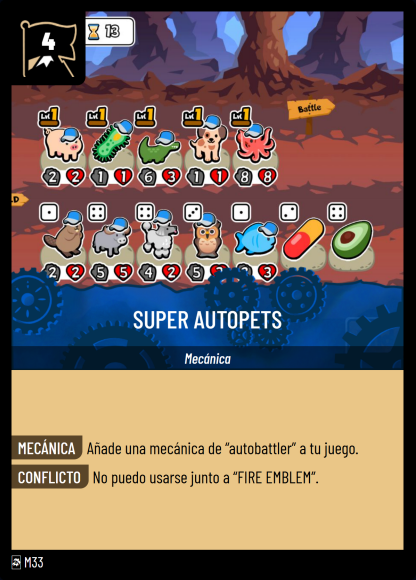 4
13
Lvl 1 Lvl 1 Lvl 1 Lvl 1 Lvl 1
Battle
2 2 1 1 6 3 1 1 8 8
D
2 2 5 5 4 2 5 3
SUPER AUTOPETS
Mecánica
MECÁNICA Añade una mecánica de “autobattler” a tu juego.
CONFLICTO No puedo usarse junto a “FIRE EMBLEM”.
M33